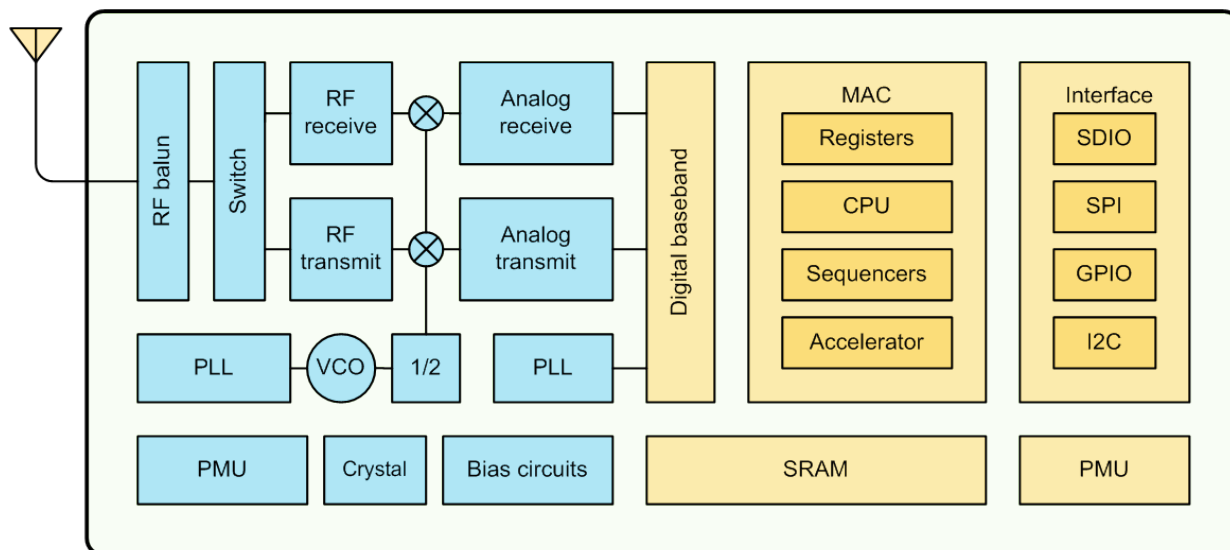 RF balun
Switch
RF
receive
Analog
receive
RF
transmit
Analog
transmit
PLL
VCO
1/2
PLL
Digital baseband
MAC
Registers
CPU
Sequencers
Accelerator
Interface
SDIO
SPI
GPIO
I2C
PMU
Crystal
Bias circuits
SRAM
PMU